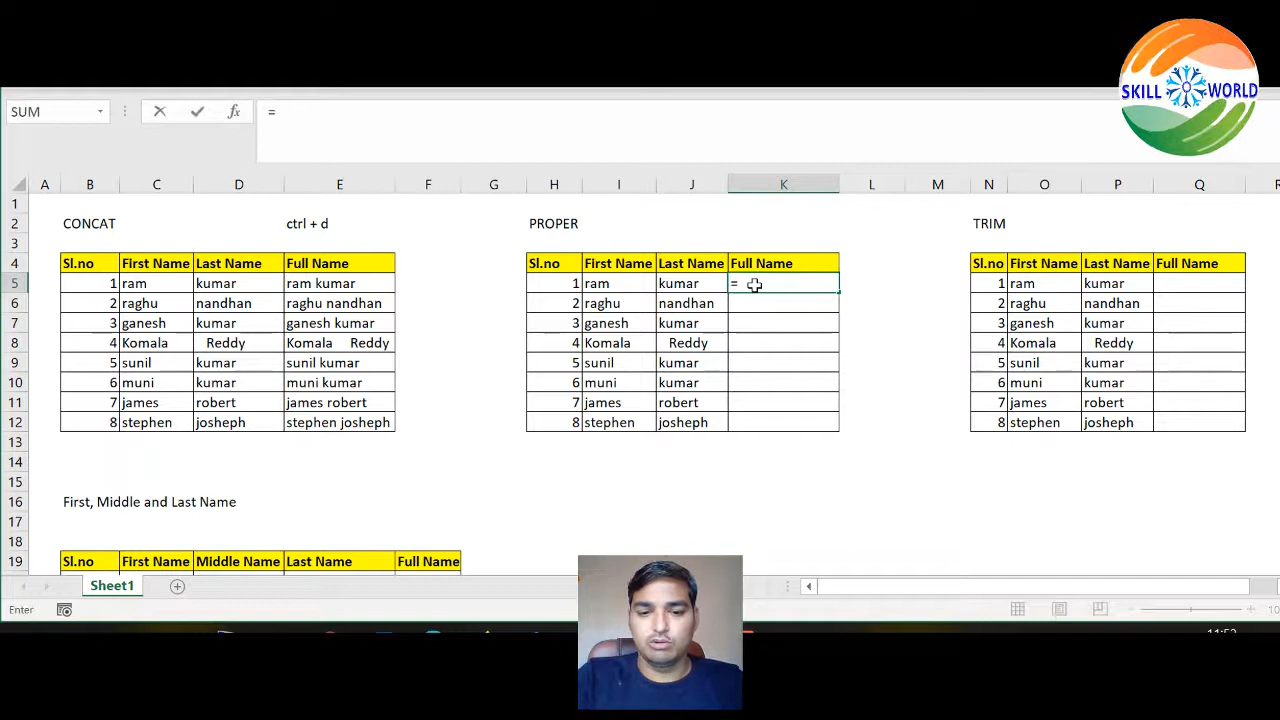 SKILL WORLD
SUM fx =
A B C D E F G H I J K L M N O P Q R
1
2 CONCAT ctrl + d PROPER TRIM
3
4 Sl.no First Name Last Name Full Name Sl.no First Name Last Name Full Name Sl.no First Name Last Name Full Name
5 1 ram kumar ram kumar 1 ram kumar = 1 ram kumar
6 2 raghu nandhan raghu nandhan 2 raghu nandhan 2 raghu nandhan
7 3 ganesh kumar ganesh kumar 3 ganesh kumar 3 ganesh kumar
8 4 Komala Reddy Komala Reddy 4 Komala Reddy 4 Komala Reddy
9 5 sunil kumar sunil kumar 5 sunil kumar 5 sunil kumar
10 6 muni kumar muni kumar 6 muni kumar 6 muni kumar
11 7 james robert james robert 7 james robert 7 james robert
12 8 stephen josheph stephen josheph 8 stephen josheph 8 stephen josheph
13
14
15
16 First, Middle and Last Name
17
18
19 Sl.no First Name Middle Name Last Name Full Name
Sheet1
Enter